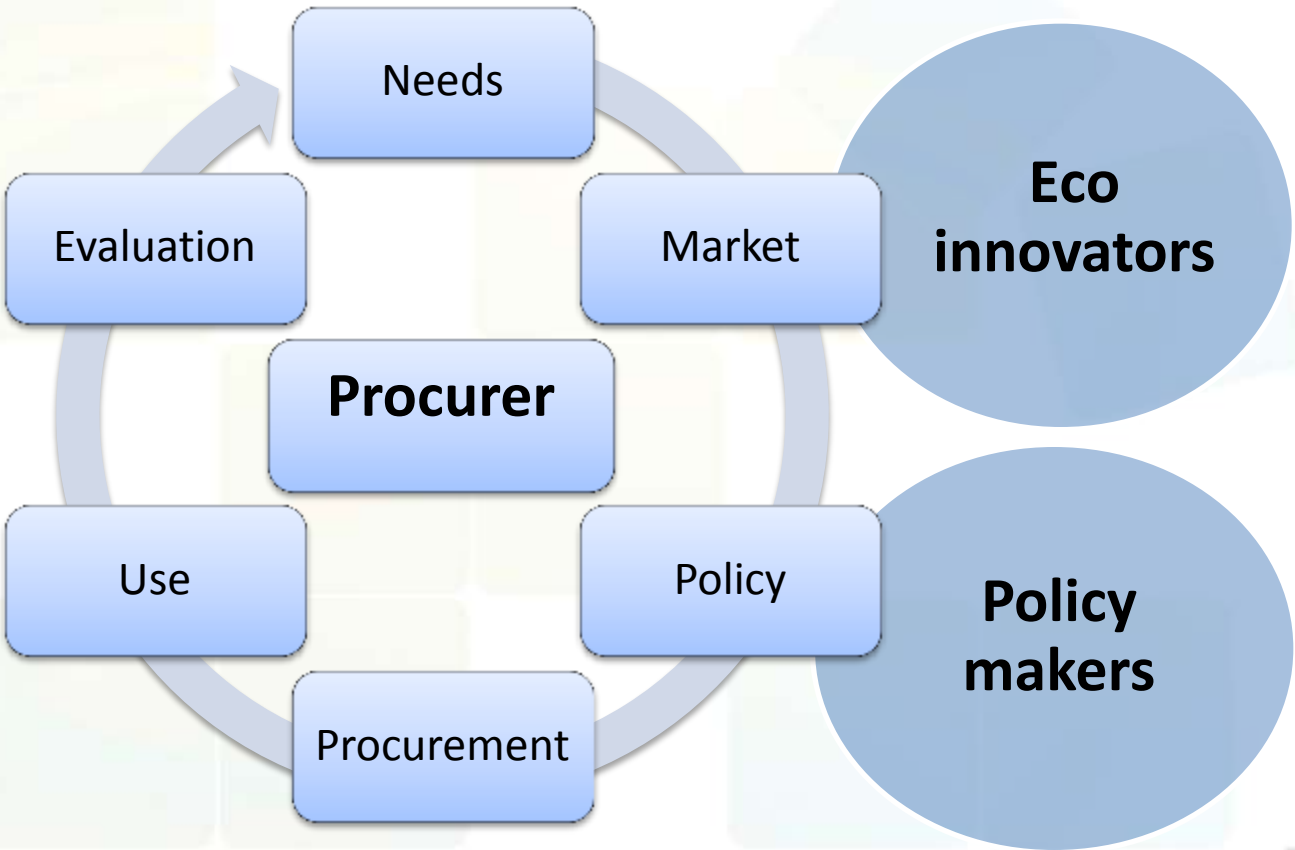 Needs
Eco
innovators
Evaluation
Market
Procurer
Use
Policy
Policy
makers
Procurement